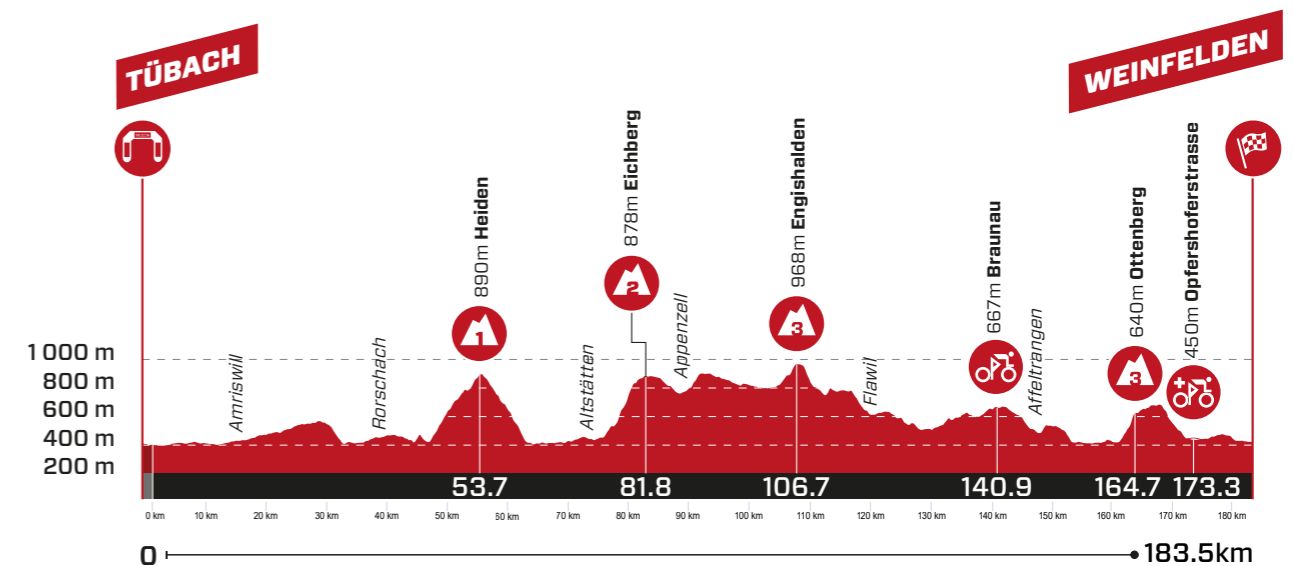 TÜBACH
WEINFELDEN
890m Heiden
878m Eichberg
968m Engishalden
667m Braunau
640m Ottenberg
450m Opfershoferstrasse
1
2
3
3
Amriswill
Rorschach
Altstätten
Appenzell
Flawil
Affeltrangen
1000 m
800 m
600 m
400 m
200 m
53.7 81.8 106.7 140.9 164.7 173.3
0 km 10 km 20 km 30 km 40 km 50 km 60 km 70 km 80 km 90 km 100 km 110 km 120 km 130 km 140 km 150 km 160 km 170 km 180 km
0 183.5km